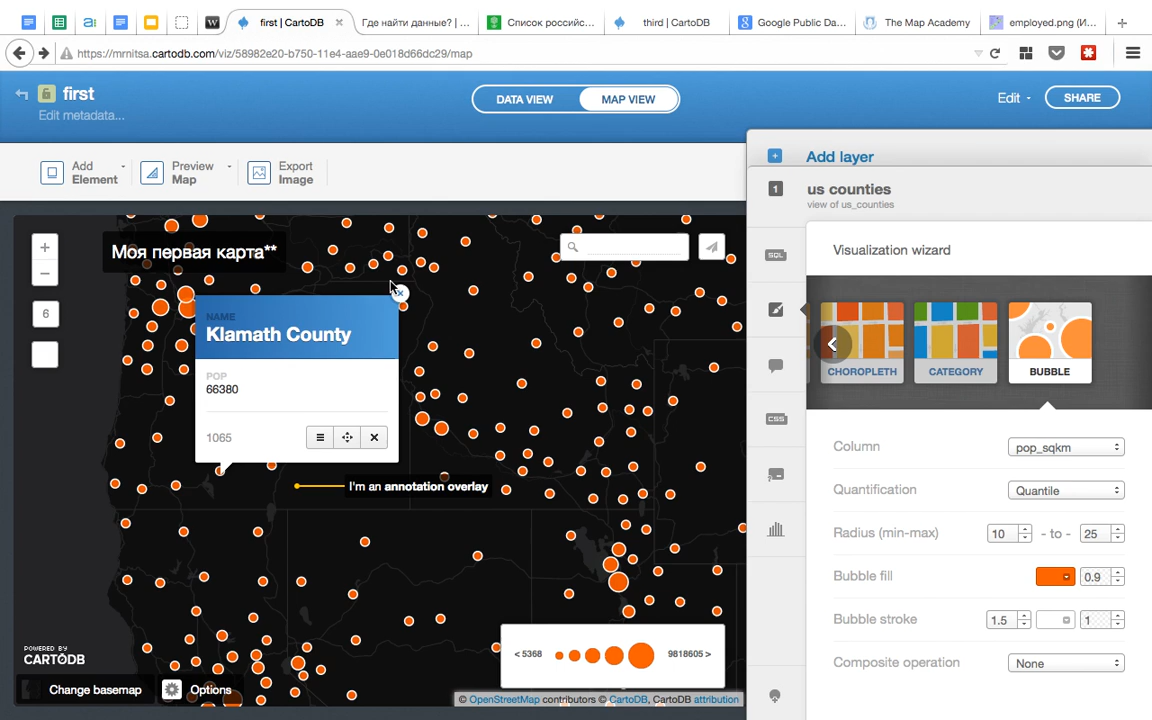 first | CartoDB
Где найти данные? | ...
Список российс...
third | CartoDB
Google Public Da...
The Map Academy
employed.png (И...
https://mrnitsa.cartodb.com/viz/58982e20-b750-11e4-aae9-0e018d66dc29/map
first
Edit metadata...
DATA VIEW
MAP VIEW
Edit
SHARE
Add
Element
Preview
Map
Export
Image
Add layer
1
us counties
view of us_counties
SQL
CSS
Visualization wizard
CHOROPLETH
CATEGORY
BUBBLE
Column
pop_sqkm
Quantification
Quantile
Radius (min-max)
10
- to -
25
Bubble fill
0.9
Bubble stroke
1.5
1
Composite operation
None
+
-
6
Моя первая карта**
NAME
Klamath County
POP
66380
1065
I'm an annotation overlay
< 5368
9818605 >
POWERED BY
CARTODB
Change basemap
Options
© OpenStreetMap contributors © CartoDB, CartoDB attribution